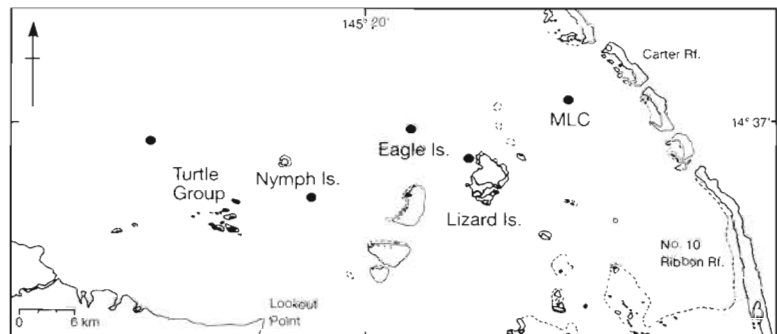 145° 20'
Carter Rf.
14° 37'
MLC
Eagle Is.
Turtle
Group
Nymph Is.
Lizard Is.
No. 10
Ribbon Rf.
Lookout
Point
0 6 km